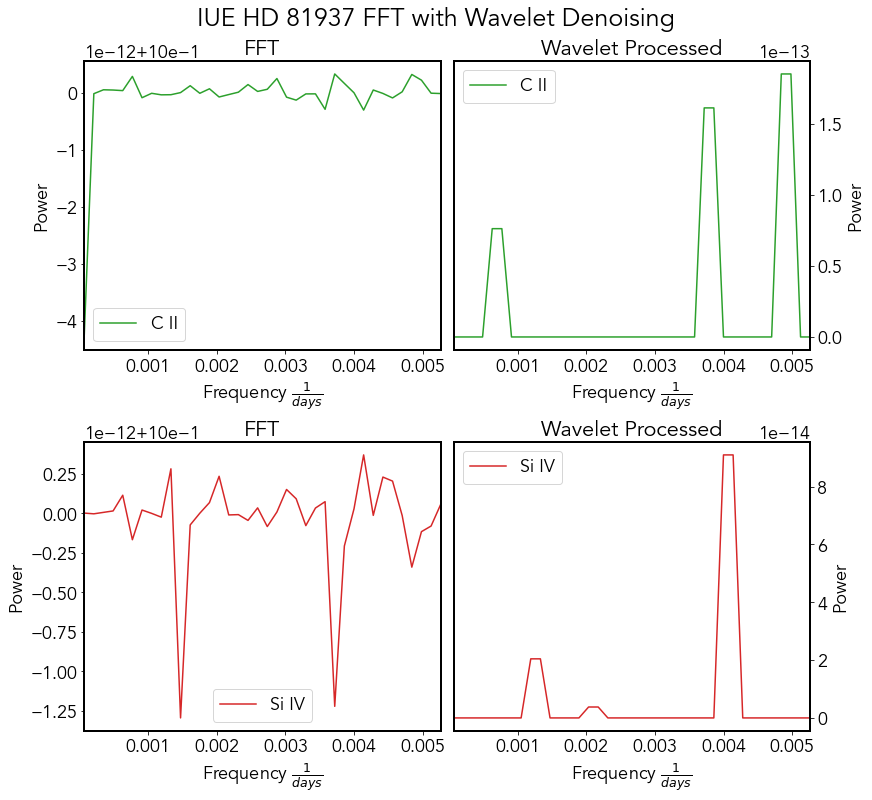 IUE HD 81937 FFT with Wavelet Denoising
FFT
1e−12+10e−1
0
−1
−2
−3
−4
Power
C II
0.001 0.002 0.003 0.004 0.005
Frequency 1/days
Wavelet Processed
1e−13
C II
1.5
1.0
0.5
0.0
Power
0.001 0.002 0.003 0.004 0.005
Frequency 1/days
FFT
1e−12+10e−1
0.25
0.00
−0.25
−0.50
−0.75
−1.00
−1.25
Power
Si IV
0.001 0.002 0.003 0.004 0.005
Frequency 1/days
Wavelet Processed
1e−14
Si IV
8
6
4
2
0
Power
0.001 0.002 0.003 0.004 0.005
Frequency 1/days